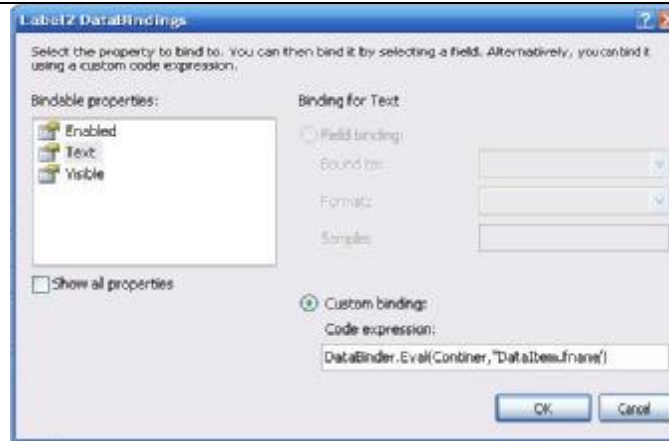 Label2 DataBindings
Select the property to bind to. You can then bind it by selecting a field. Alternatively, you can bind it
using a custom code expression.
Bindable properties:
Enabled
Text
Visible
Show all properties
Binding for Text
Field binding:
Bound to:
Format:
Sample:
Custom binding:
Code expression:
DataBinder.Eval(Continer,"DataItem.fname")
OK
Cancel